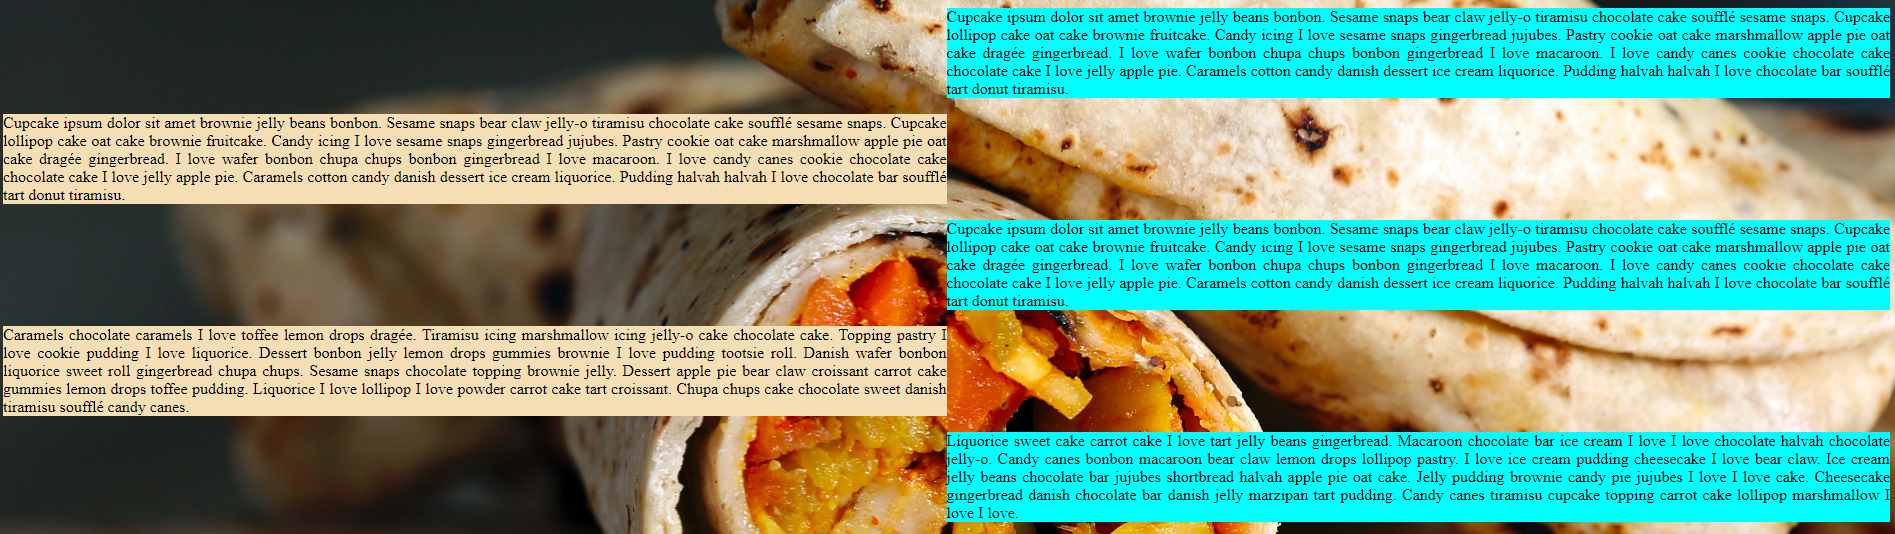 Cupcake ipsum dolor sit amet brownie jelly beans bonbon. Sesame snaps bear claw jelly-o tiramisu chocolate cake soufflé sesame snaps. Cupcake
lollipop cake oat cake brownie fruitcake. Candy icing I love sesame snaps gingerbread jujubes. Pastry cookie oat cake marshmallow apple pie oat
cake dragée gingerbread. I love wafer bonbon chupa chups bonbon gingerbread I love macaroon. I love candy canes cookie chocolate cake
chocolate cake I love jelly apple pie. Caramels cotton candy danish dessert ice cream liquorice. Pudding halvah halvah I love chocolate bar soufflé
tart donut tiramisu.
Cupcake ipsum dolor sit amet brownie jelly beans bonbon. Sesame snaps bear claw jelly-o tiramisu chocolate cake soufflé sesame snaps. Cupcake
lollipop cake oat cake brownie fruitcake. Candy icing I love sesame snaps gingerbread jujubes. Pastry cookie oat cake marshmallow apple pie oat
cake dragée gingerbread. I love wafer bonbon chupa chups bonbon gingerbread I love macaroon. I love candy canes cookie chocolate cake
chocolate cake I love jelly apple pie. Caramels cotton candy danish dessert ice cream liquorice. Pudding halvah halvah I love chocolate bar soufflé
tart donut tiramisu.
Cupcake ipsum dolor sit amet brownie jelly beans bonbon. Sesame snaps bear claw jelly-o tiramisu chocolate cake soufflé sesame snaps. Cupcake
lollipop cake oat cake brownie fruitcake. Candy icing I love sesame snaps gingerbread jujubes. Pastry cookie oat cake marshmallow apple pie oat
cake dragée gingerbread. I love wafer bonbon chupa chups bonbon gingerbread I love macaroon. I love candy canes cookie chocolate cake
chocolate cake I love jelly apple pie. Caramels cotton candy danish dessert ice cream liquorice. Pudding halvah halvah I love chocolate bar soufflé
tart donut tiramisu.
Caramels chocolate caramels I love toffee lemon drops dragée. Tiramisu icing marshmallow icing jelly-o cake chocolate cake. Topping pastry I
love cookie pudding I love liquorice. Dessert bonbon jelly lemon drops gummies brownie I love pudding tootsie roll. Danish wafer bonbon
liquorice sweet roll gingerbread chupa chups. Sesame snaps chocolate topping brownie jelly. Dessert apple pie bear claw croissant carrot cake
gummies lemon drops toffee pudding. Liquorice I love lollipop I love powder carrot cake tart croissant. Chupa chups cake chocolate sweet danish
tiramisu soufflé candy canes.
Liquorice sweet cake carrot cake I love tart jelly beans gingerbread. Macaroon chocolate bar ice cream I love I love chocolate halvah chocolate
jelly-o. Candy canes bonbon macaroon bear claw lemon drops lollipop pastry. I love ice cream pudding cheesecake I love bear claw. Ice cream
jelly beans chocolate bar jujubes shortbread halvah apple pie oat cake. Jelly pudding brownie candy pie jujubes I love I love cake. Cheesecake
gingerbread danish chocolate bar danish jelly marzipan tart pudding. Candy canes tiramisu cupcake topping carrot cake lollipop marshmallow I
love I love.